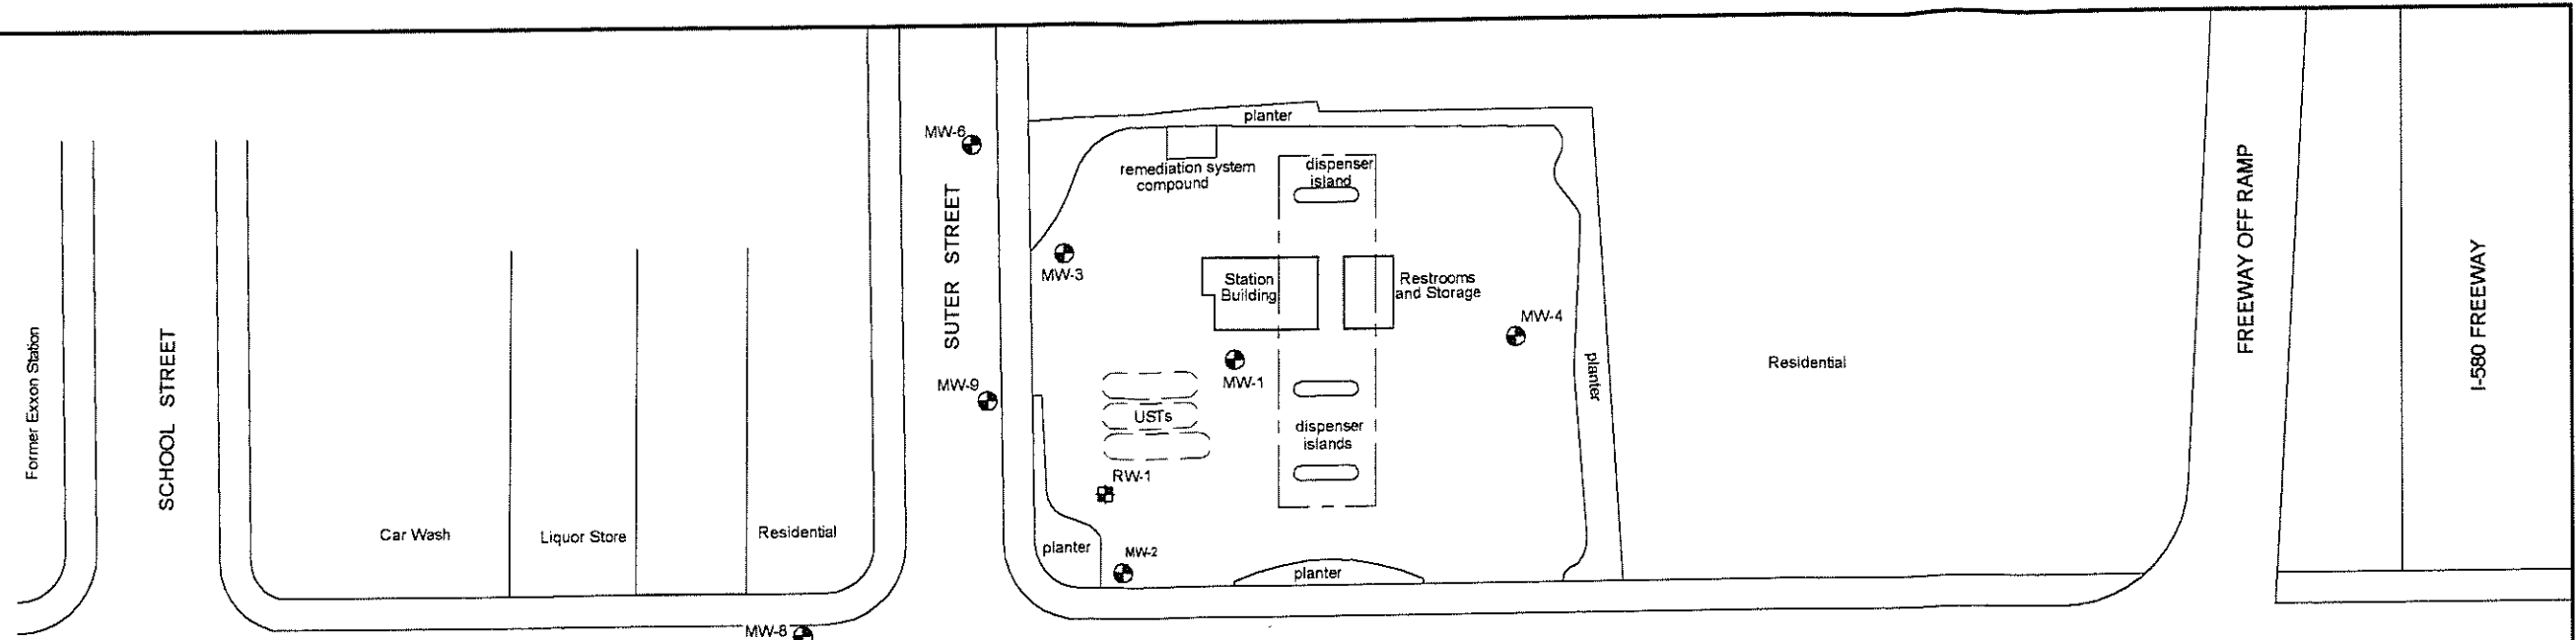 planter
MW-6
remediation system
compound
dispenser
island
MW-3
Station
Building
Restrooms
and Storage
MW-4
MW-1
MW-9
USTs
dispenser
islands
RW-1
planter
Residential
planter
MW-2
planter
Car Wash
Liquor Store
Residential
MW-8
Former Exxon Station
SCHOOL STREET
SUTER STREET
FREEWAY OFF RAMP
I-580 FREEWAY